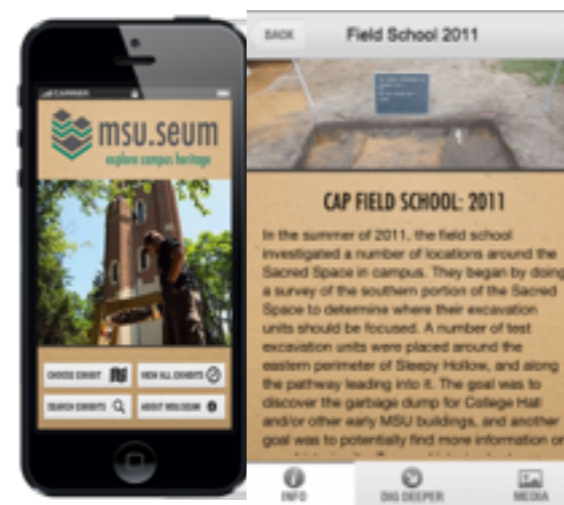 CARRIER
msu.seum
explore campus heritage
CHOOSE EXHIBIT
VIEW ALL EXHIBITS
SEARCH EXHIBITS
ABOUT MSU.SEUM
BACK
Field School 2011
CAP FIELD SCHOOL: 2011
In the summer of 2011, the field school
investigated a number of locations around the
Sacred Space in campus. They began by doing
a survey of the southern portion of the Sacred
Space to determine where their excavation
units should be focused. A number of test
excavation units were placed around the
eastern perimeter of Sleepy Hollow, and along
the pathway leading into it. The goal was to
discover the garbage dump for College Hall
and/or other early MSU buildings, and another
goal was to potentially find more information on
INFO
DIG DEEPER
MEDIA